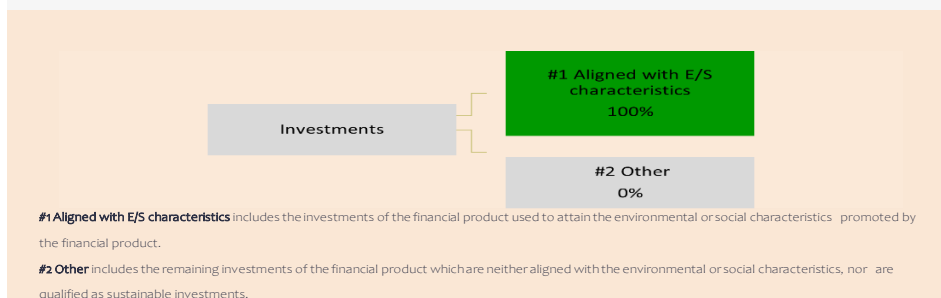 #1 Aligned with E/S
characteristics
100%
Investments
#2 Other
0%
#1 Aligned with E/S characteristics includes the investments of the financial product used to attain the environmental or social characteristics promoted by
the financial product.
#2 Other includes the remaining investments of the financial product which are neither aligned with the environmental or social characteristics, nor are
qualified as sustainable investments.